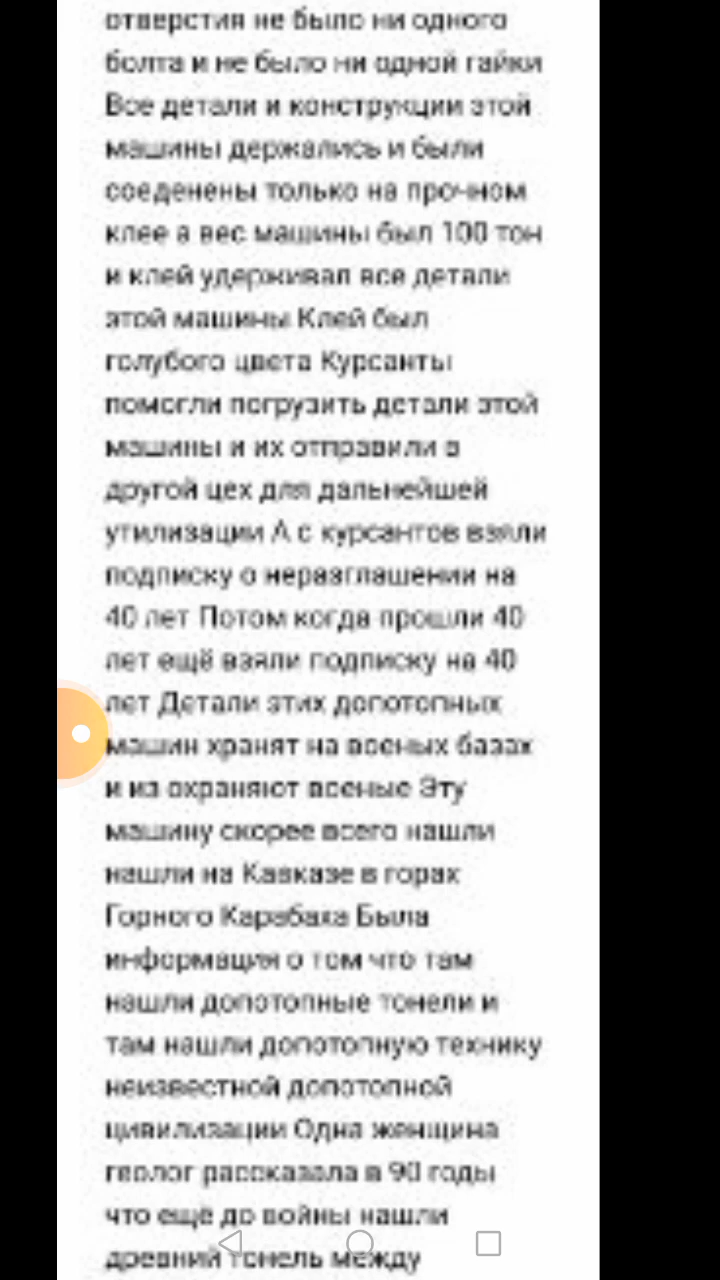 отверстия не было ни одного
болта и не было ни одной гайки
Все детали и конструкции этой
машины держались и были
соеденены только на прочном
клее а вес машины был 100 тон
и клей удерживал все детали
этой машины Клей был
голубого цвета Курсанты
помогли погрузить детали этой
машины и их отправили в
другой цех для дальнейшей
утилизации А с курсантов взяли
подписку о неразглашении на
40 лет Потом когда прошли 40
лет ещё взяли подписку на 40
лет Детали этих допотопных
машин хранят на военых базах
и из охраняют военые Эту
машину скорее всего нашли
нашли на Кавказе в горах
Горного Карабаха Была
информация о том что там
нашли допотопные тонели и
там нашли допотопную технику
неизвестной допотопной
цивилизации Одна женщина
геолог рассказала в 90 годы
что ещё до войны нашли
древний тонель между